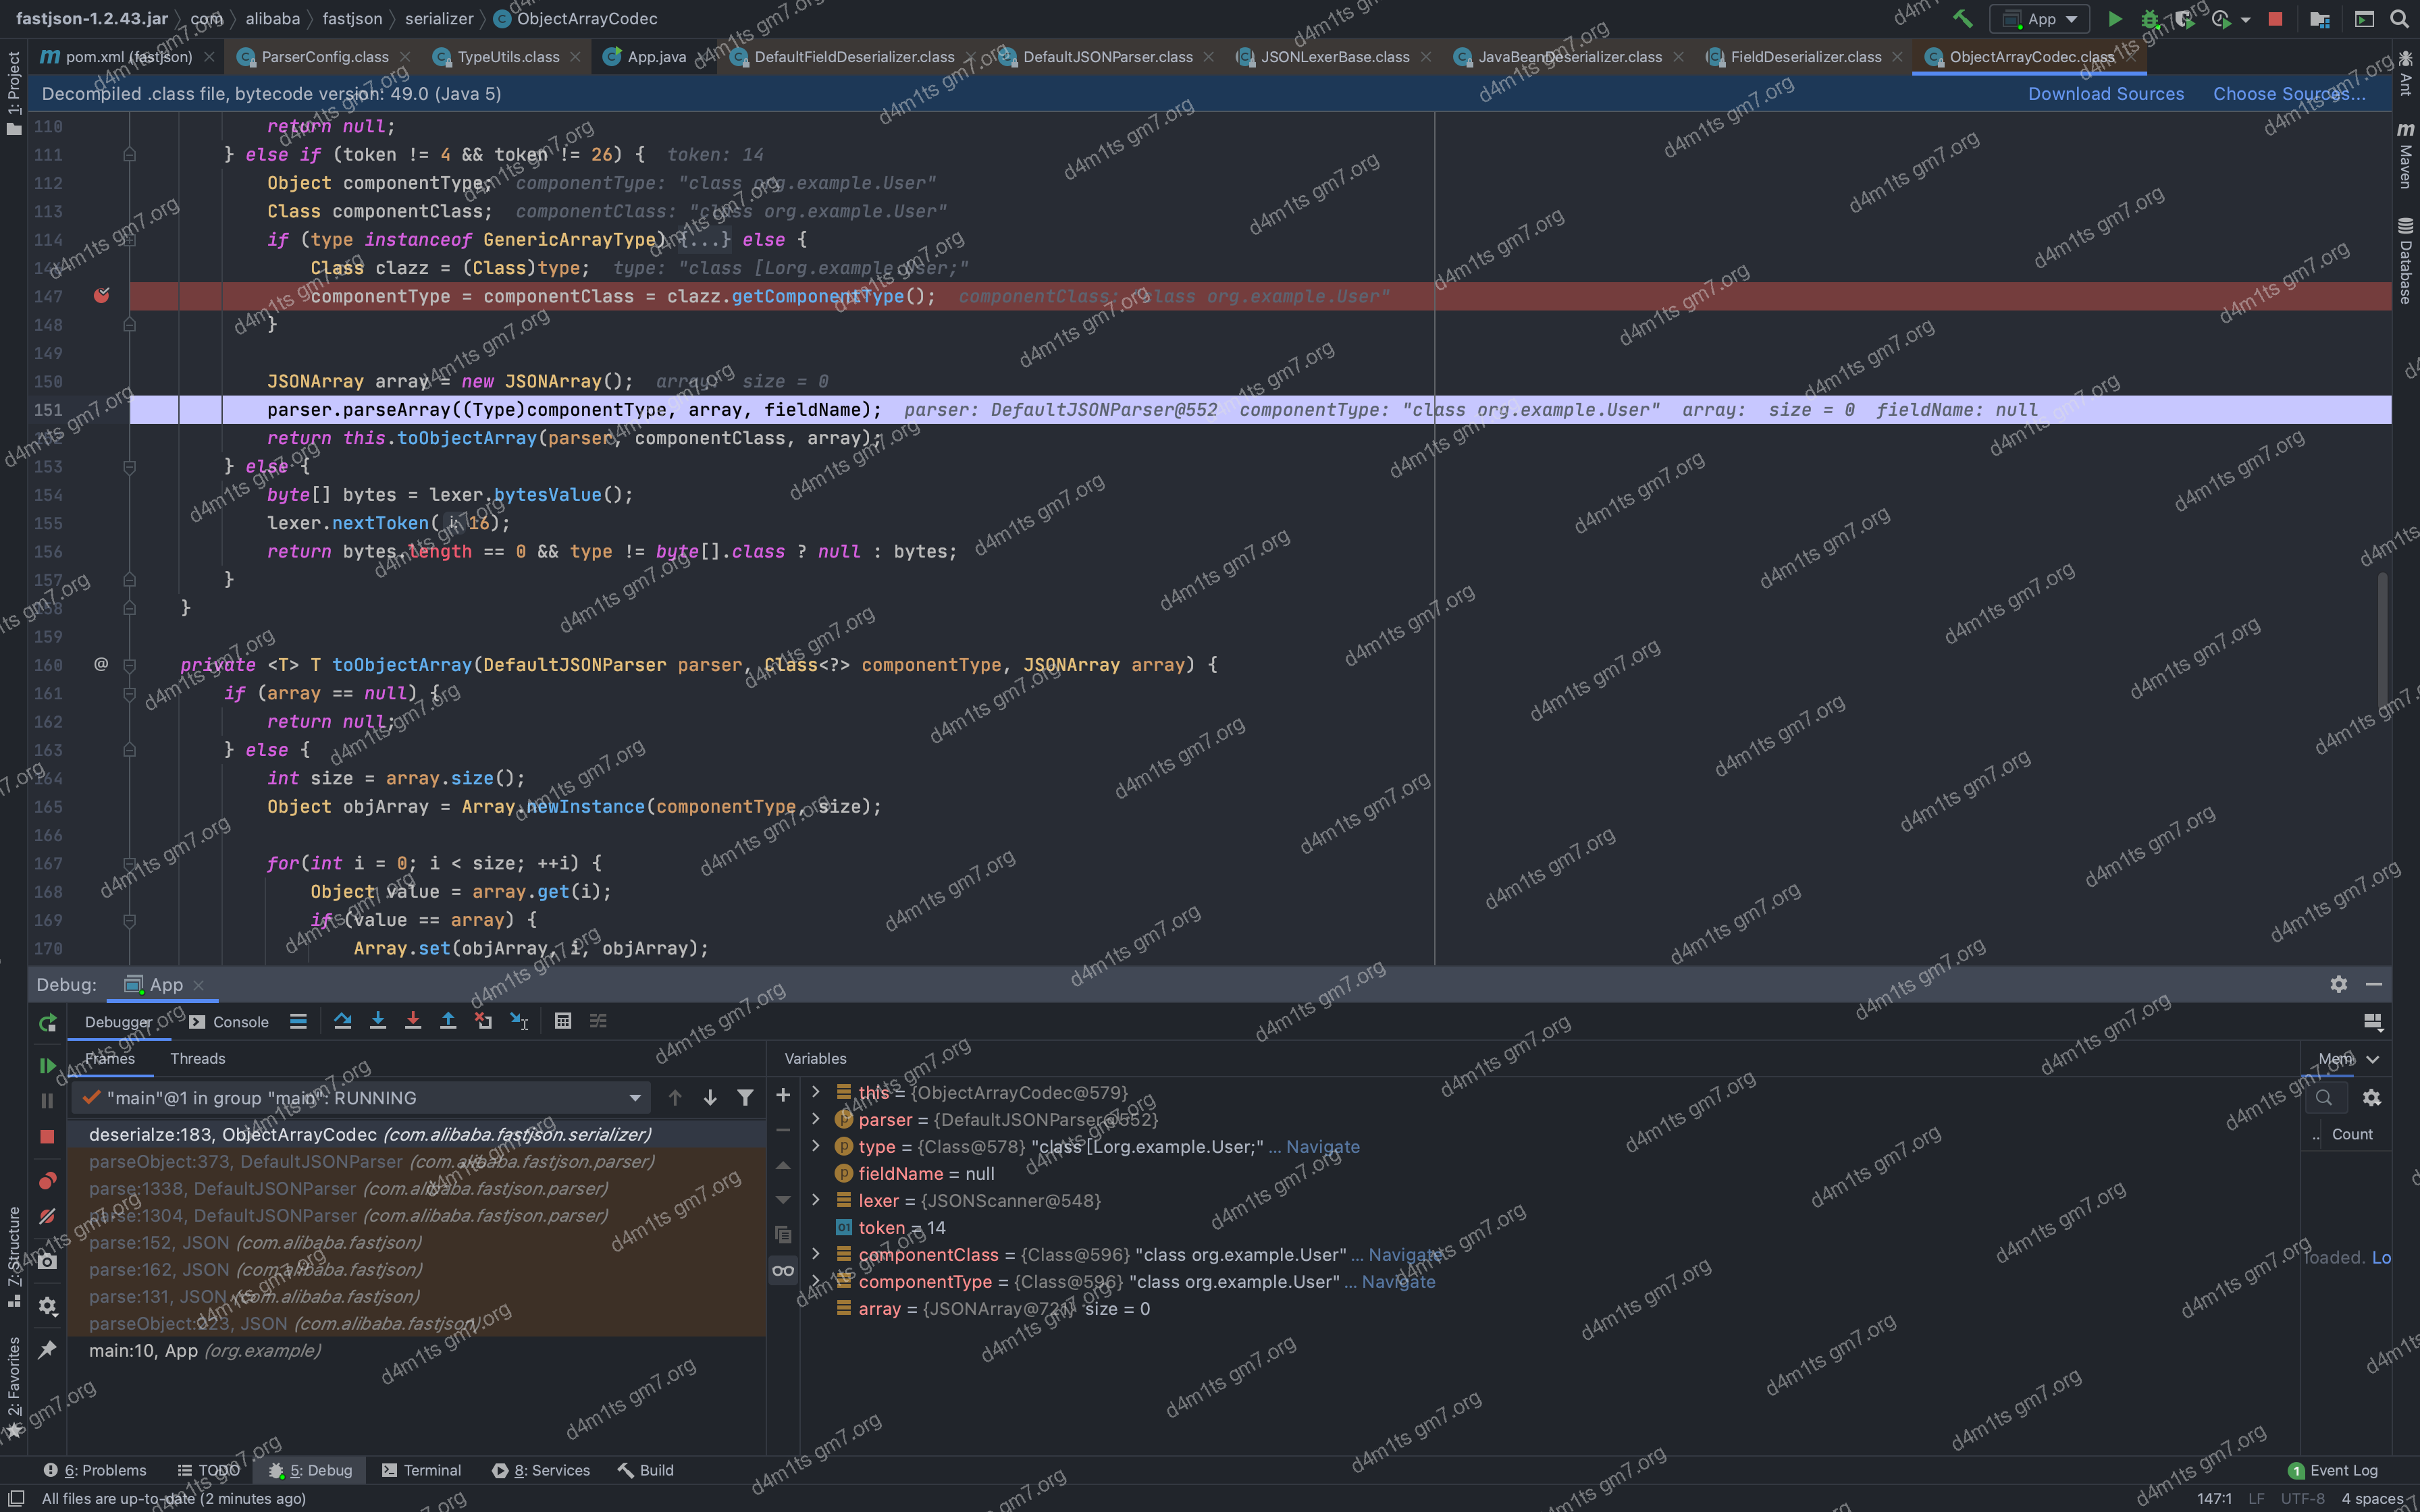 fastjson-1.2.43.jar com alibaba fastjson serializer ObjectArrayCodec
App
pom.xml (fastjson) ParserConfig.class TypeUtils.class App.java DefaultFieldDeserializer.class DefaultJSONParser.class JSONLexerBase.class JavaBeanDeserializer.class FieldDeserializer.class ObjectArrayCodec.class
Decompiled .class file, bytecode version: 49.0 (Java 5) Download Sources Choose Sources...
110 return null;
111 } else if (token != 4 && token != 26) { token: 14
112 Object componentType; componentType: "class org.example.User"
113 Class componentClass; componentClass: "class org.example.User"
114 if (type instanceof GenericArrayType) {...} else {
Class clazz = (Class)type; type: "class [Lorg.example.User;"
147 componentType = componentClass = clazz.getComponentType(); componentClass: "class org.example.User"
148 }
149
150 JSONArray array = new JSONArray(); array: size = 0
151 parser.parseArray((Type)componentType, array, fieldName); parser: DefaultJSONParser@552 componentType: "class org.example.User" array: size = 0 fieldName: null
return this.toObjectArray(parser, componentClass, array);
153 } else {
154 byte[] bytes = lexer.bytesValue();
155 lexer.nextToken( i: 16);
156 return bytes.length == 0 && type != byte[].class ? null : bytes;
157 }
158 }
159
160 @ private <T> T toObjectArray(DefaultJSONParser parser, Class<?> componentType, JSONArray array) {
161 if (array == null) {
162 return null;
163 } else {
164 int size = array.size();
165 Object objArray = Array.newInstance(componentType, size);
166
167 for(int i = 0; i < size; ++i) {
168 Object value = array.get(i);
169 if (value == array) {
170 Array.set(objArray, i, objArray);
Debug: App
Debugger Console
Frames Threads Variables Mem
"main"@1 in group "main": RUNNING
deserialze:183, ObjectArrayCodec (com.alibaba.fastjson.serializer)
parseObject:373, DefaultJSONParser (com.alibaba.fastjson.parser)
parse:1338, DefaultJSONParser (com.alibaba.fastjson.parser)
parse:1304, DefaultJSONParser (com.alibaba.fastjson.parser)
parse:152, JSON (com.alibaba.fastjson)
parse:162, JSON (com.alibaba.fastjson)
parse:131, JSON (com.alibaba.fastjson)
parseObject:223, JSON (com.alibaba.fastjson)
main:10, App (org.example)
this = {ObjectArrayCodec@579}
parser = {DefaultJSONParser@552}
type = {Class@578} "class [Lorg.example.User;" ... Navigate
fieldName = null
lexer = {JSONScanner@548}
01 token = 14
componentClass = {Class@596} "class org.example.User" ... Navigate
componentType = {Class@596} "class org.example.User" ... Navigate
array = {JSONArray@721} size = 0
.. Count
loaded. Lo
1: Project
7: Structure
2: Favorites
Ant
Maven
Database
6: Problems TODO 5: Debug Terminal 8: Services Build 1 Event Log
All files are up-to-date (2 minutes ago) 147:1 LF UTF-8 4 spaces
d4m1ts gm7.org